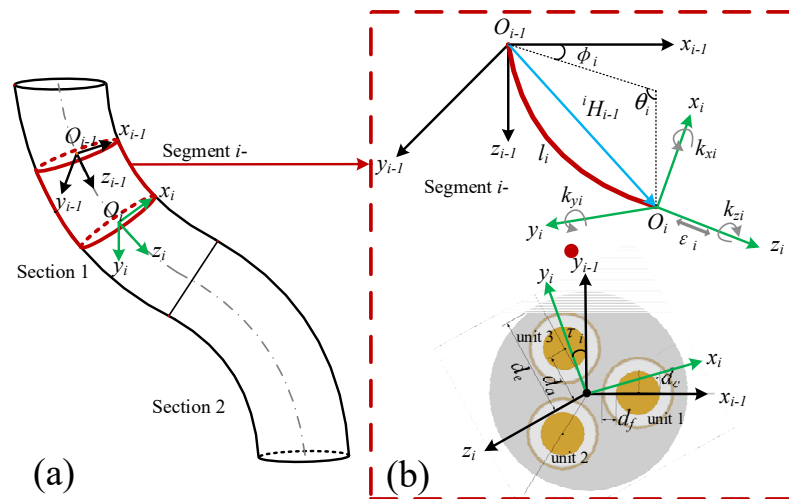 O_{i-1}
x_{i-1}
y_{i-1}
z_{i-1}
O_i
x_i
y_i
z_i
Segment i-
Section 1
Section 2
(a)
O_{i-1}
x_{i-1}
ϕ_i
θ_i
^{i}H_{i-1}
l_i
z_{i-1}
y_{i-1}
Segment i-
x_i
k_{xi}
k_{yi}
k_{zi}
y_i
O_i
ε_i
z_i
y_i
y_{i-1}
τ_i
unit 3
d_e
d_a
x_i
d_c
x_{i-1}
d_f
unit 1
z_i
unit 2
(b)